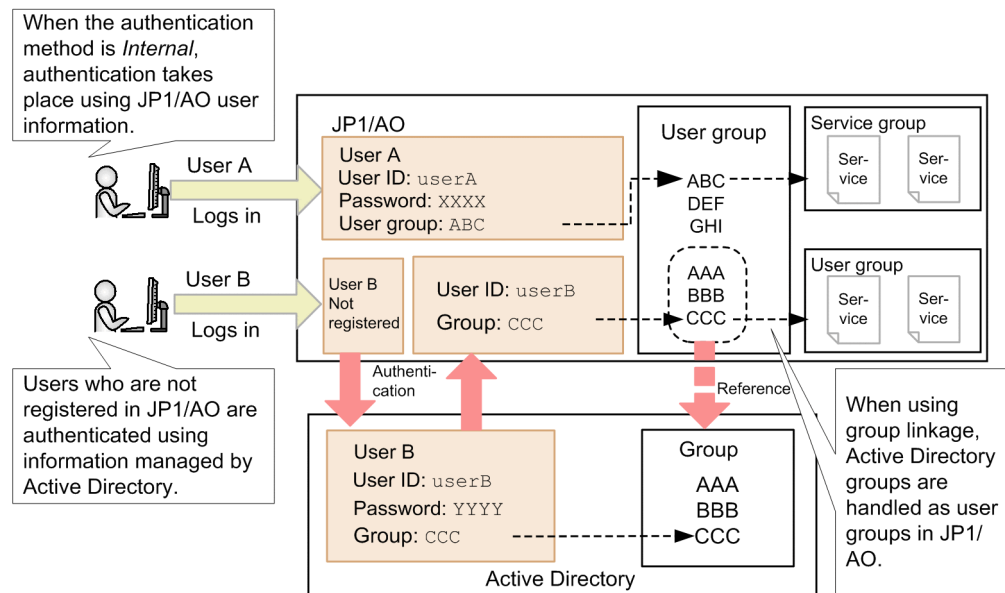 When the authentication
method is Internal,
authentication takes
place using JP1/AO user
information.
User A
Logs in
JP1/AO
User A
User ID: userA
Password: XXXX
User group: ABC
User group
ABC
DEF
GHI
Service group
Ser-
vice
Ser-
vice
User B
Logs in
User B
Not
registered
User ID: userB
Group: CCC
AAA
BBB
CCC
User group
Ser-
vice
Ser-
vice
Users who are not
registered in JP1/AO are
authenticated using
information managed by
Active Directory.
Authenti-
cation
Reference
When using
group linkage,
Active Directory
groups are
handled as user
groups in JP1/
AO.
User B
User ID: userB
Password: YYYY
Group: CCC
Group
AAA
BBB
CCC
Active Directory